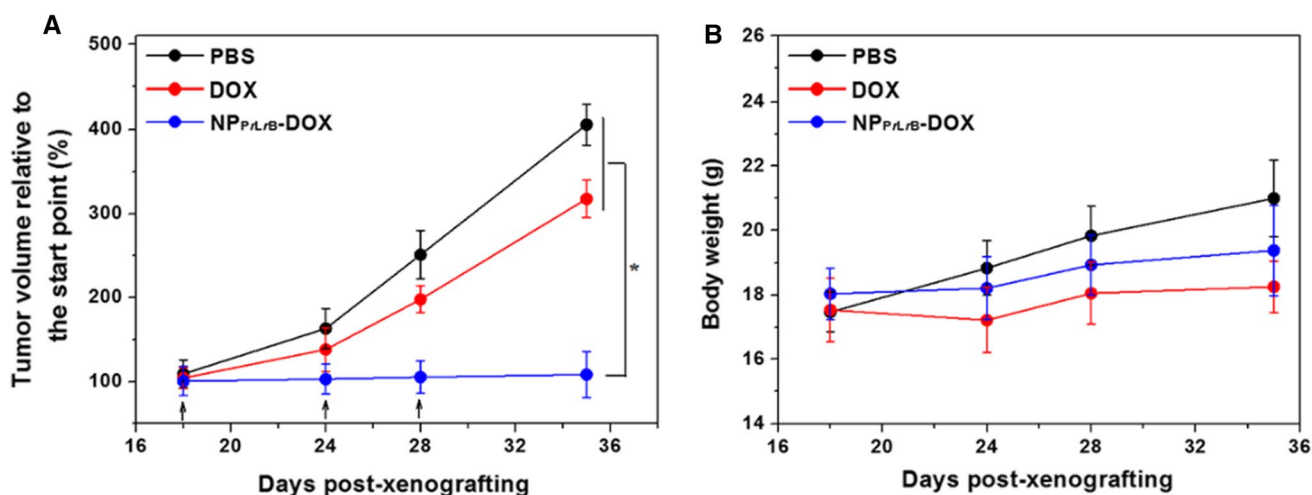 A
500
400
300
200
100
16 20 24 28 32 36
Tumor volume relative to
the start point (%)
Days post-xenografting
PBS
DOX
NPPrLrB-DOX
*
B
26
24
22
20
18
16
14
16 20 24 28 32 36
Body weight (g)
Days post-xenografting
PBS
DOX
NPPrLrB-DOX